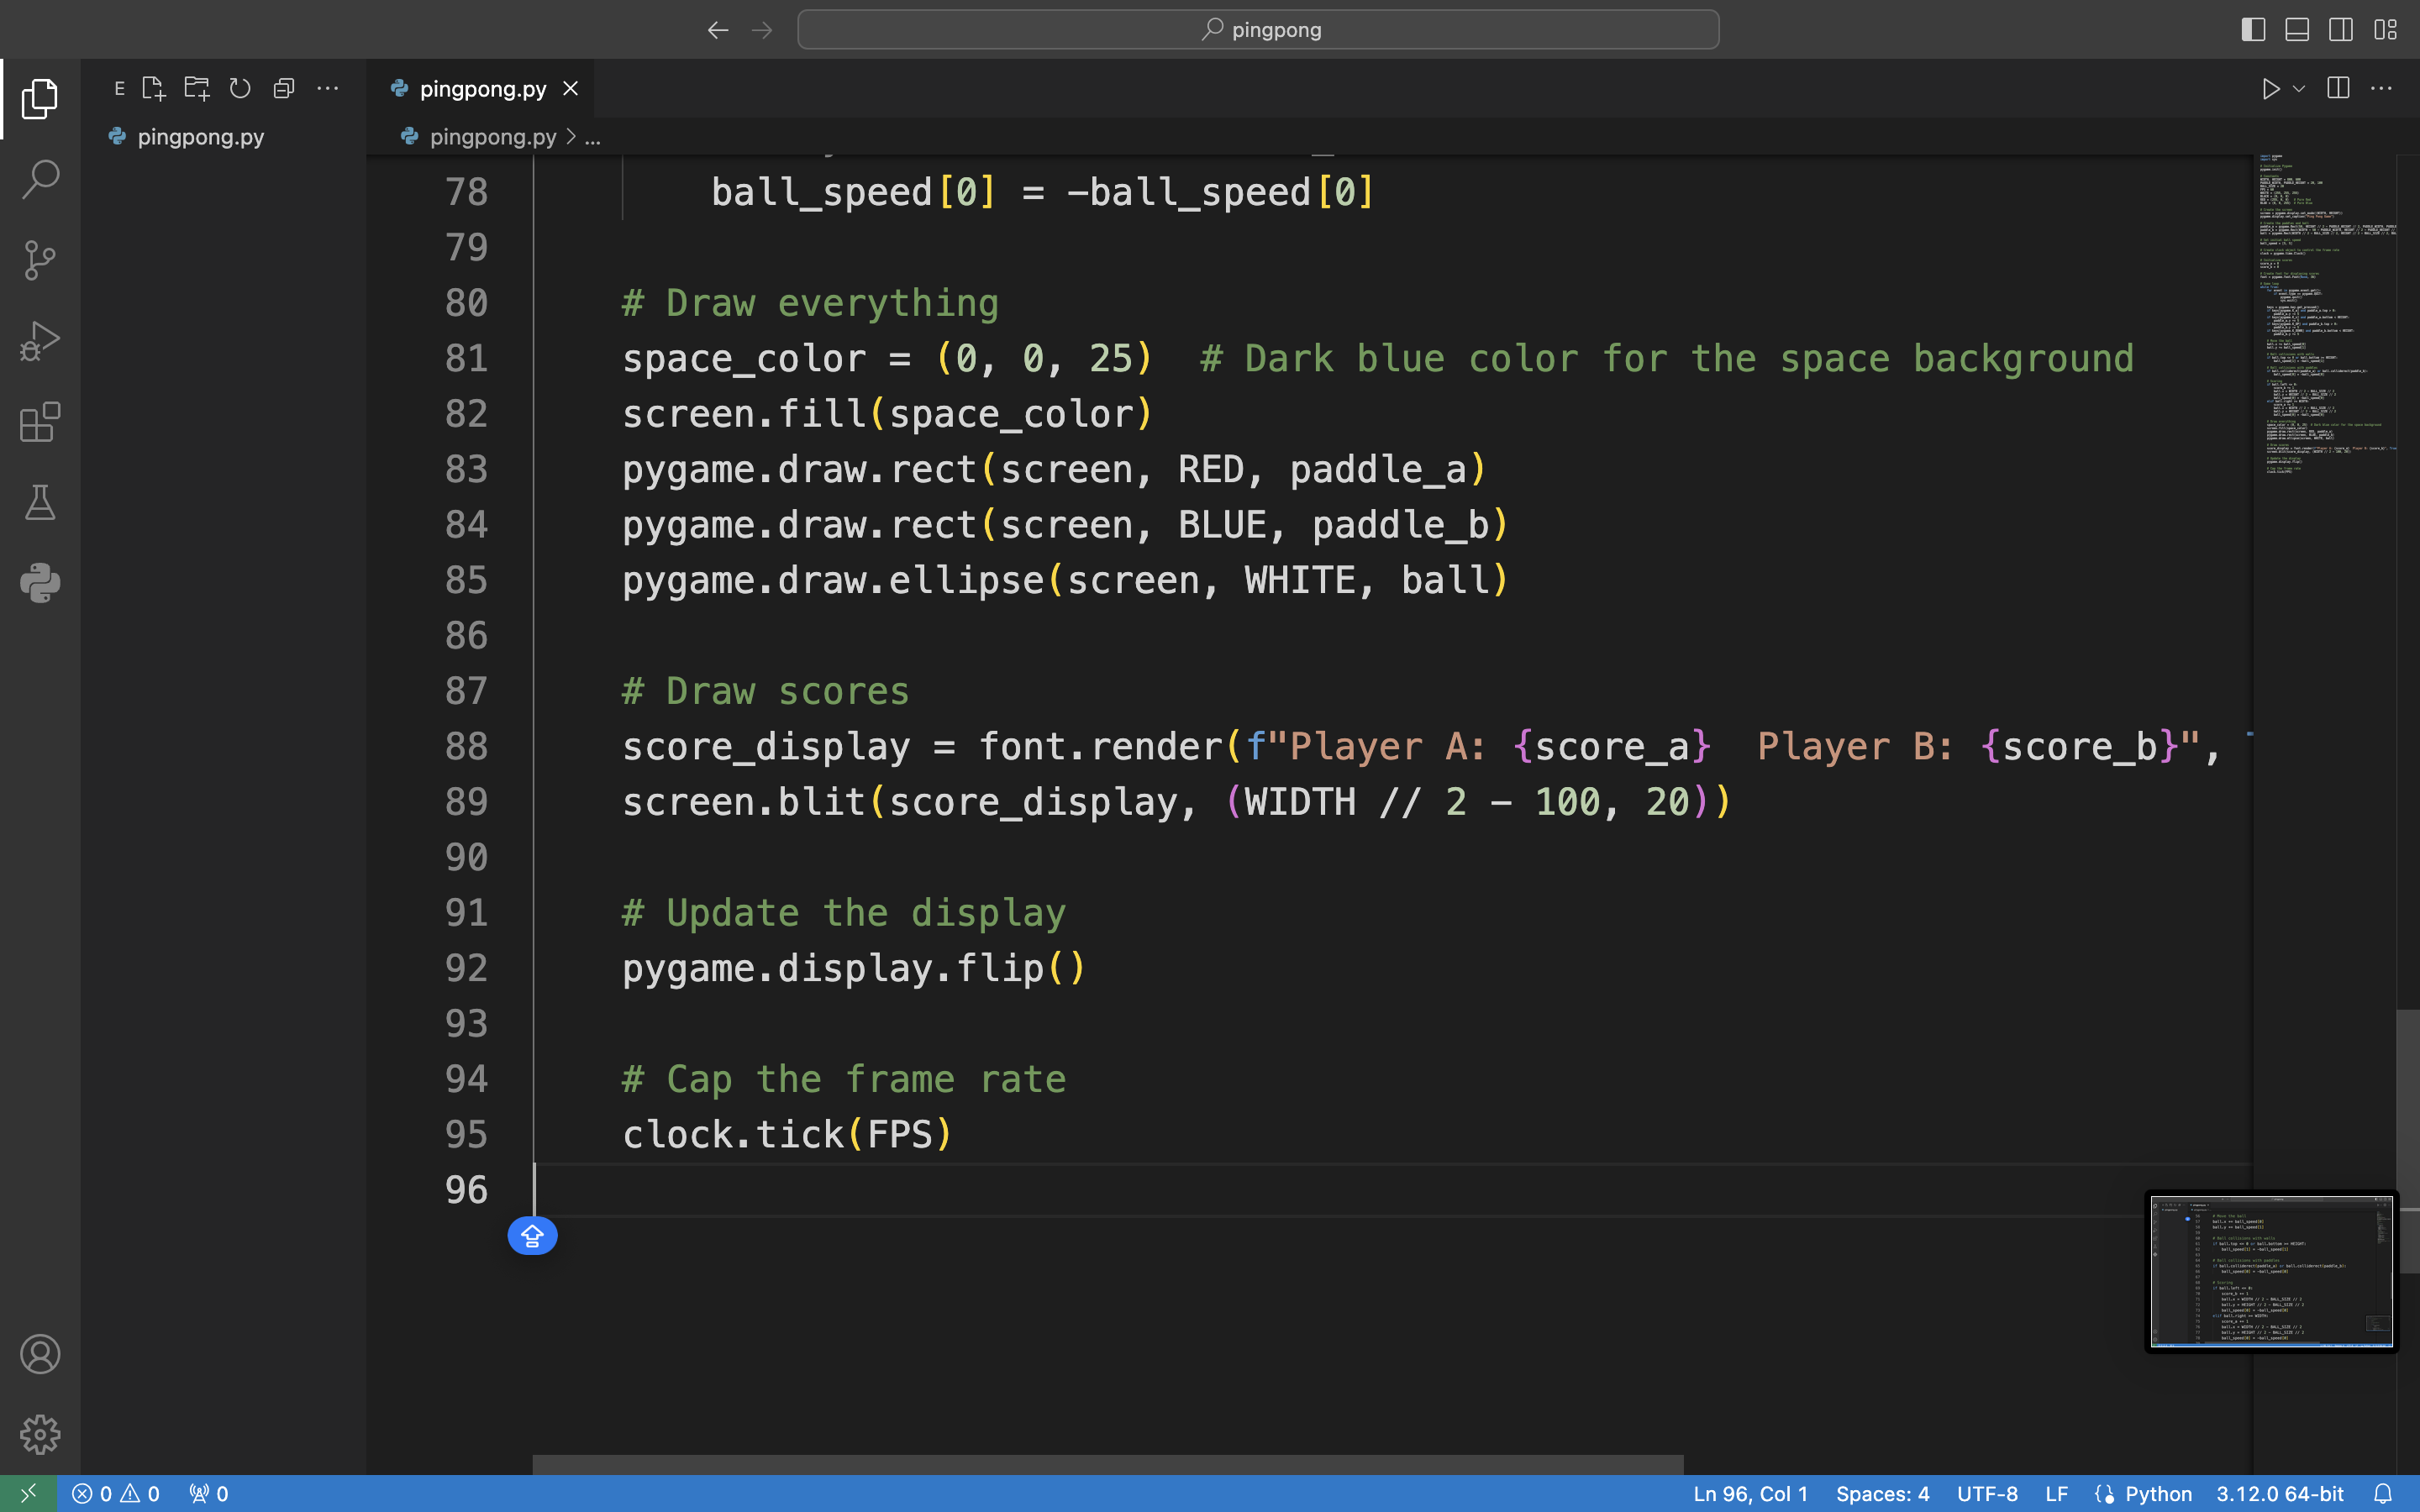 pingpong
E
pingpong.py
pingpong.py
pingpong.py > ...
78 ball_speed[0] = -ball_speed[0]
79
80 # Draw everything
81 space_color = (0, 0, 25)  # Dark blue color for the space background
82 screen.fill(space_color)
83 pygame.draw.rect(screen, RED, paddle_a)
84 pygame.draw.rect(screen, BLUE, paddle_b)
85 pygame.draw.ellipse(screen, WHITE, ball)
86
87 # Draw scores
88 score_display = font.render(f"Player A: {score_a}  Player B: {score_b}",
89 screen.blit(score_display, (WIDTH // 2 - 100, 20))
90
91 # Update the display
92 pygame.display.flip()
93
94 # Cap the frame rate
95 clock.tick(FPS)
96
0 0 0
Ln 96, Col 1 Spaces: 4 UTF-8 LF Python 3.12.0 64-bit